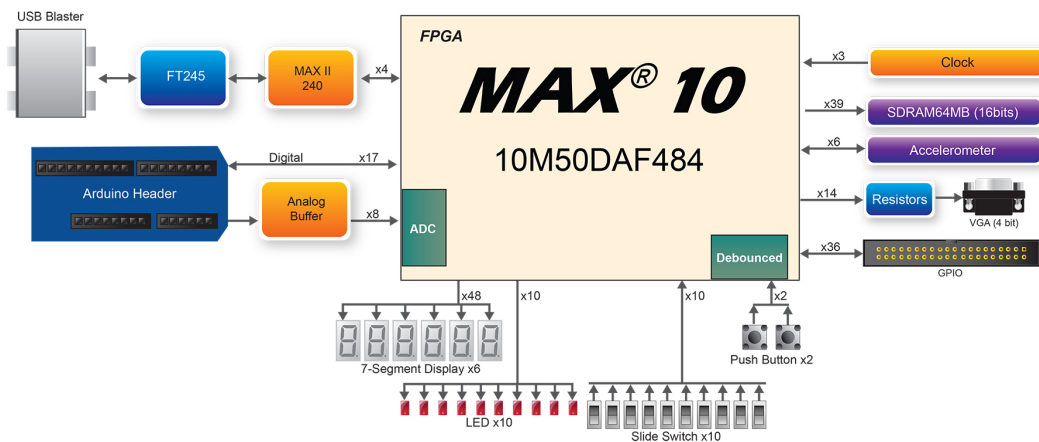 USB Blaster
FT245
MAX II
240
x4
FPGA
MAX® 10
10M50DAF484
x3
Clock
x39
SDRAM64MB (16bits)
x6
Accelerometer
x14
Resistors
VGA (4 bit)
x36
GPIO
Arduino Header
Digital
x17
Analog
Buffer
x8
ADC
Debounced
x48
x10
x10
x2
7-Segment Display x6
LED x10
Slide Switch x10
Push Button x2